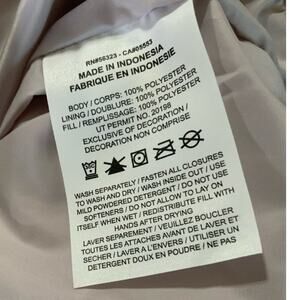 RN#56323 - CA#05553
MADE IN INDONESIA
FABRIQUE EN INDONESIE
BODY / CORPS: 100% POLYESTER
LINING / DOUBLURE: 100% POLYESTER
FILL / REMPLISSAGE: 100% POLYESTER
UT PERMIT NO. 20198
EXCLUSIVE OF DECORATION /
DECORATION NON COMPRISE
WASH SEPARATELY / FASTEN ALL CLOSURES
TO WASH AND DRY / WASH INSIDE OUT / USE
MILD POWDERED DETERGENT / DO NOT USE
SOFTENERS / DO NOT ALLOW TO LAY ON
ITSELF WHEN WET / REDISTRIBUTE FILL WITH
HANDS AFTER DRYING
LAVER SEPAREMENT / VEUILLEZ BOUCLER
TOUTES LES ATTACHES AVANT DE LAVER ET
SECHER / LAVER A L'ENVERS / UTILISER UN
DETERGENT DOUX EN POUDRE / NE PAS